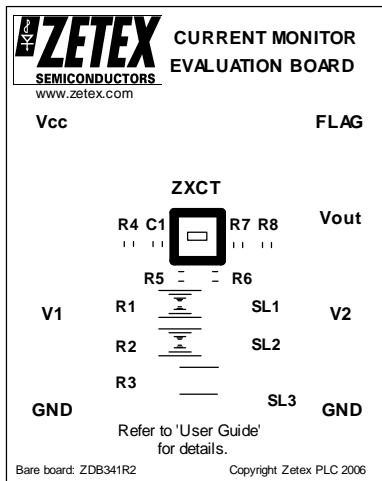 ZETEX
SEMICONDUCTORS
www.zetex.com
CURRENT MONITOR
EVALUATION BOARD
Vcc
FLAG
ZXCT
Vout
R4 C1 R7 R8
R5 R6
V1
R1 SL1
V2
R2 SL2
R3
SL3
GND
GND
Refer to 'User Guide'
for details.
Bare board: ZDB341R2
Copyright Zetex PLC 2006